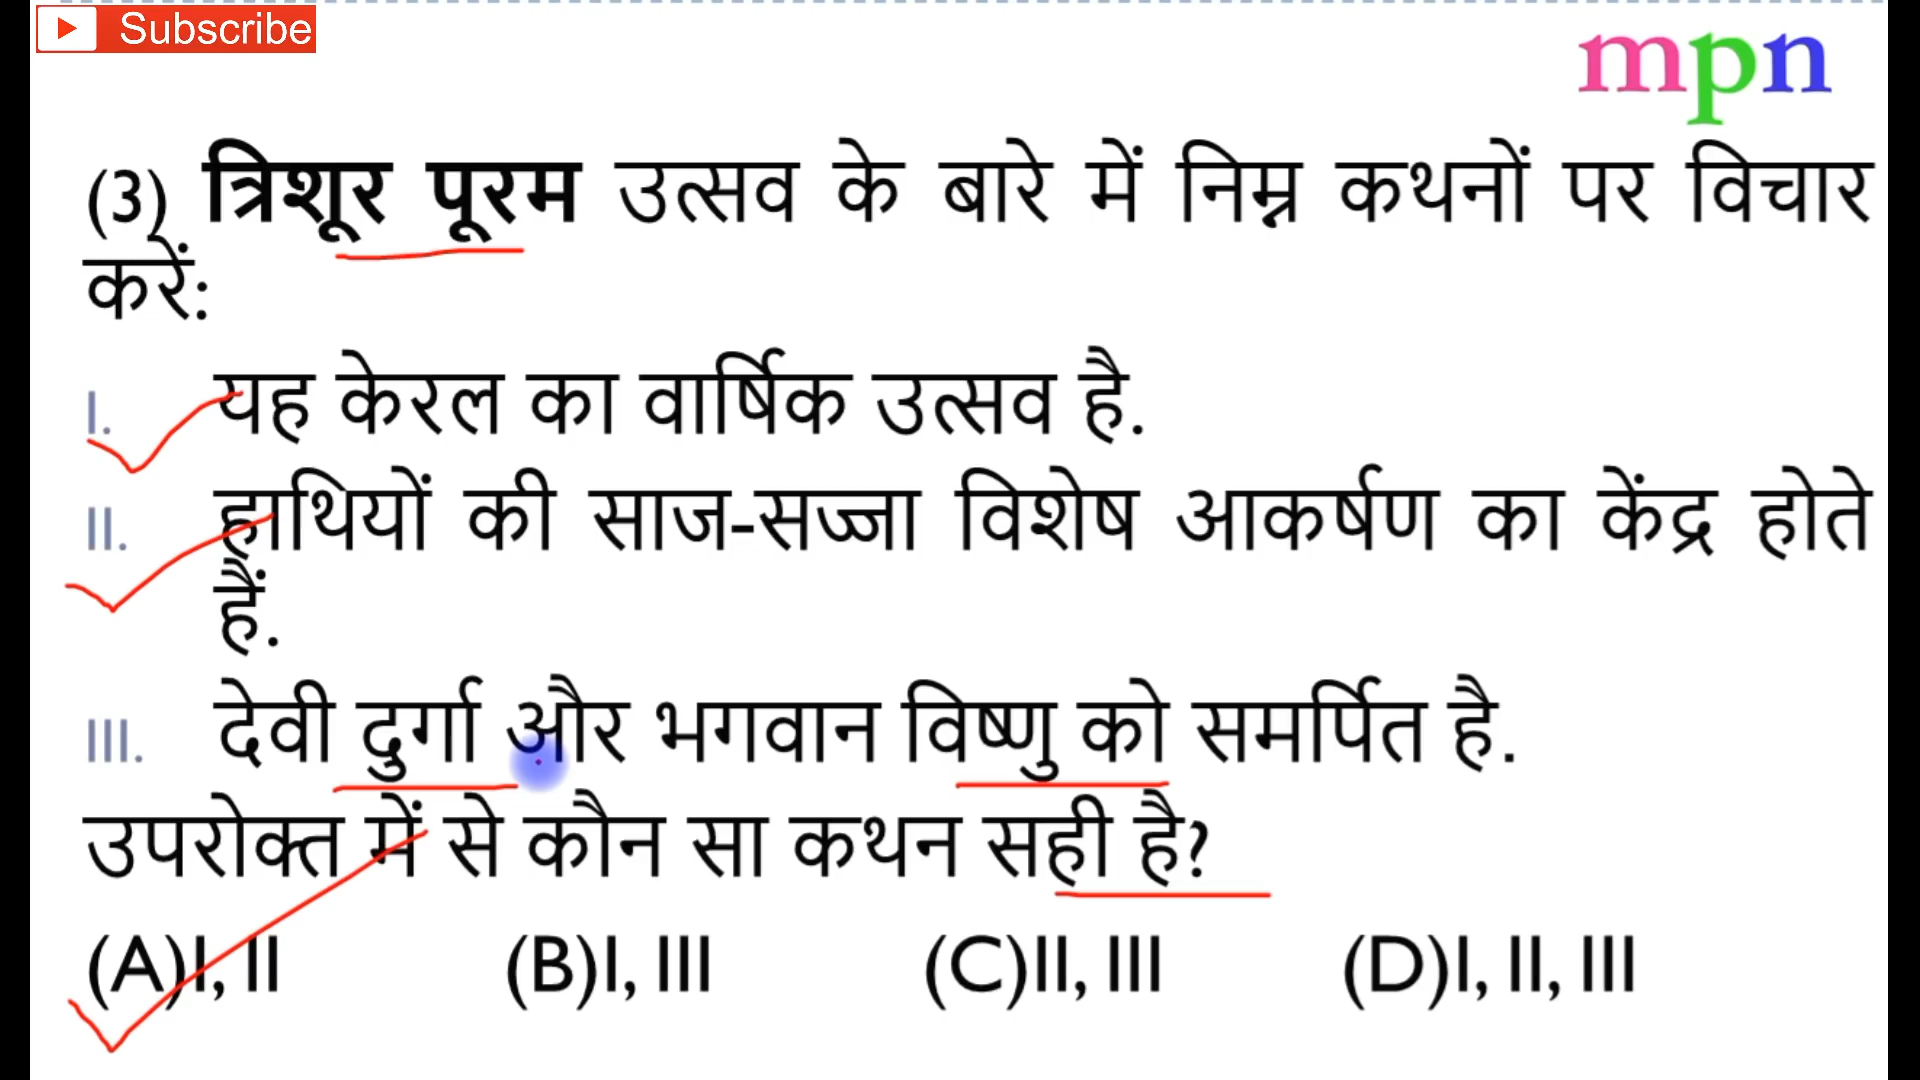 Subscribe
mpn
(3) त्रिशूर पूरम उत्सव के बारे में निम्न कथनों पर विचार
करें:
I. यह केरल का वार्षिक उत्सव है.
II. हाथियों की साज-सज्जा विशेष आकर्षण का केंद्र होते
हैं.
III. देवी दुर्गा और भगवान विष्णु को समर्पित है.
उपरोक्त में से कौन सा कथन सही है?
(A)I, II (B)I, III (C)II, III (D)I, II, III